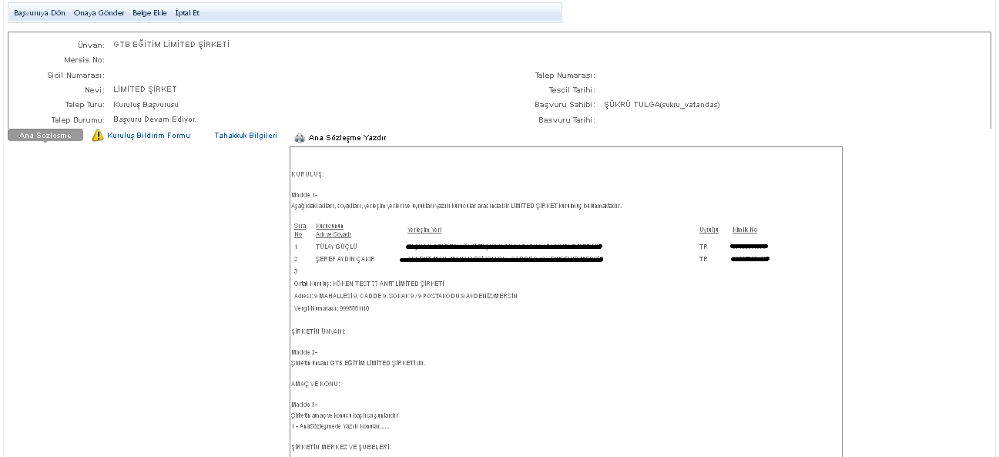 Başvuruya Dön Onaya Gönder Belge Ekle İptal Et
Ünvan: GTB EĞİTİM LİMİTED ŞİRKETİ
Mersis No:
Sicil Numarası: Talep Numarası:
Nevi: LİMİTED ŞİRKET Tescil Tarihi:
Talep Turu: Kuruluş Başvurusu Başvuru Sahibi: ŞÜKRÜ TULGA(sukru_vatandas)
Talep Durumu: Başvuru Devam Ediyor. Basvuru Tarihi:
Ana Sozlesme Kuruluş Bildirim Formu Tahakkuk Bilgileri Ana Sözleşme Yazdır
KURULUŞ:
Madde 1-
Aşağıdaki adları, soyadları, yerleşim yerleri ve uyrukları yazılı kurucular arasında bir LİMİTED ŞİRKET kurulmuş bulunmaktadır.
Sıra No Kurucunun Adı ve Soyadı Yerleşim Yeri Uyruğu Kimlik No
1 TÜLAY GÜÇLÜ TR
2 ŞEREF AYDIN ÇAKIR TR
3
Ortak Kuruluş: KÖKEN TEST 77 ANIT LİMİTED ŞİRKETİ
Adresi: 9 MAHALLESİ 9. CADDE 9. SOKAK 9 / 9 POSTAKODU:9 AKDENİZ/MERSİN
Vergi Numarası: 9998881110
ŞİRKETİN ÜNVANI:
Madde 2-
Şirketin ünvanı GTB EĞİTİM LİMİTED ŞİRKETİ dir.
AMAÇ VE KONU:
Madde 3-
Şirketin amaç ve konusu başlıca şunlardır
1 - AnaSözleşmede Yazılı Konular......
ŞİRKETİN MERKEZ VE ŞUBELERİ: